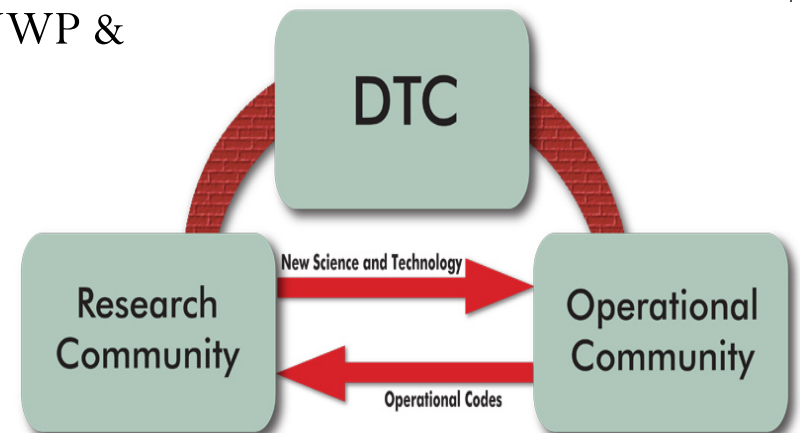 WP &
DTC
New Science and Technology
Research
Community
Operational
Community
Operational Codes